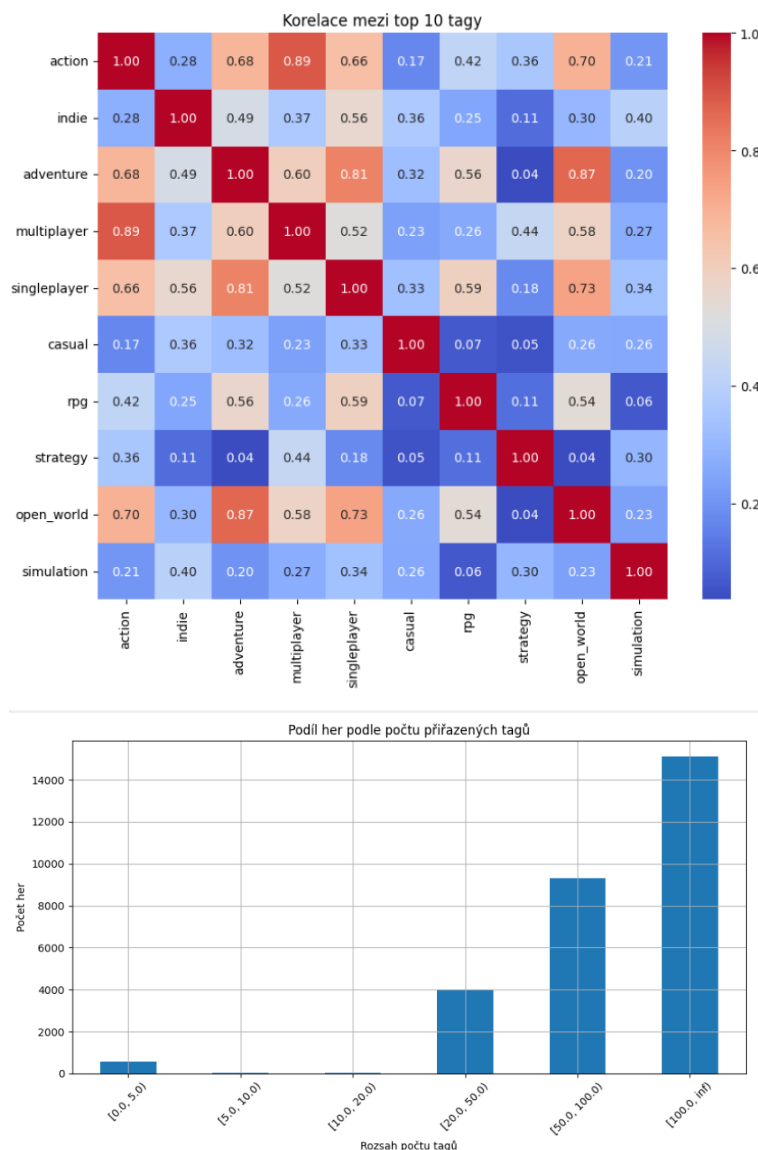 Korelace mezi top 10 tagy
action 1.00 0.28 0.68 0.89 0.66 0.17 0.42 0.36 0.70 0.21
indie 0.28 1.00 0.49 0.37 0.56 0.36 0.25 0.11 0.30 0.40
adventure 0.68 0.49 1.00 0.60 0.81 0.32 0.56 0.04 0.87 0.20
multiplayer 0.89 0.37 0.60 1.00 0.52 0.23 0.26 0.44 0.58 0.27
singleplayer 0.66 0.56 0.81 0.52 1.00 0.33 0.59 0.18 0.73 0.34
casual 0.17 0.36 0.32 0.23 0.33 1.00 0.07 0.05 0.26 0.26
rpg 0.42 0.25 0.56 0.26 0.59 0.07 1.00 0.11 0.54 0.06
strategy 0.36 0.11 0.04 0.44 0.18 0.05 0.11 1.00 0.04 0.30
open_world 0.70 0.30 0.87 0.58 0.73 0.26 0.54 0.04 1.00 0.23
simulation 0.21 0.40 0.20 0.27 0.34 0.26 0.06 0.30 0.23 1.00
action indie adventure multiplayer singleplayer casual rpg strategy open_world simulation
1.0
0.8
0.6
0.4
0.2
Podíl her podle počtu přiřazených tagů
Počet her
14000
12000
10000
8000
6000
4000
2000
0
[0.0, 5.0) [5.0, 10.0) [10.0, 20.0) [20.0, 50.0) [50.0, 100.0) [100.0, inf)
Rozsah počtu tagů